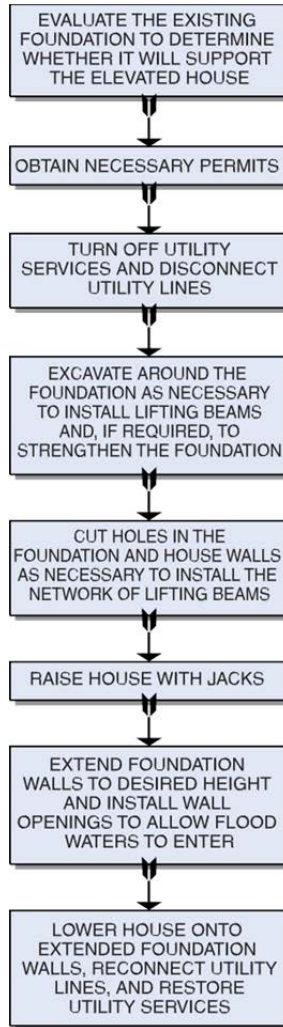 EVALUATE THE EXISTING
FOUNDATION TO DETERMINE
WHETHER IT WILL SUPPORT
THE ELEVATED HOUSE
OBTAIN NECESSARY PERMITS
TURN OFF UTILITY
SERVICES AND DISCONNECT
UTILITY LINES
EXCAVATE AROUND THE
FOUNDATION AS NECESSARY
TO INSTALL LIFTING BEAMS
AND, IF REQUIRED, TO
STRENGTHEN THE FOUNDATION
CUT HOLES IN THE
FOUNDATION AND HOUSE WALLS
AS NECESSARY TO INSTALL THE
NETWORK OF LIFTING BEAMS
RAISE HOUSE WITH JACKS
EXTEND FOUNDATION
WALLS TO DESIRED HEIGHT
AND INSTALL WALL
OPENINGS TO ALLOW FLOOD
WATERS TO ENTER
LOWER HOUSE ONTO
EXTENDED FOUNDATION
WALLS, RECONNECT UTILITY
LINES, AND RESTORE
UTILITY SERVICES